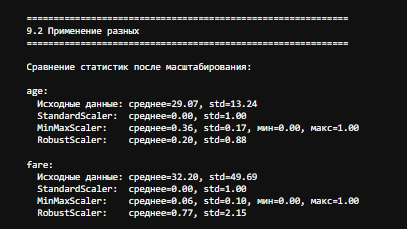 ============================================================
9.2 Применение разных
============================================================
Сравнение статистик после масштабирования:
age:
Исходные данные: среднее=29.07, std=13.24
StandardScaler: среднее=0.00, std=1.00
MinMaxScaler: среднее=0.36, std=0.17, мин=0.00, макс=1.00
RobustScaler: среднее=0.20, std=0.88
fare:
Исходные данные: среднее=32.20, std=49.69
StandardScaler: среднее=0.00, std=1.00
MinMaxScaler: среднее=0.06, std=0.10, мин=0.00, макс=1.00
RobustScaler: среднее=0.77, std=2.15